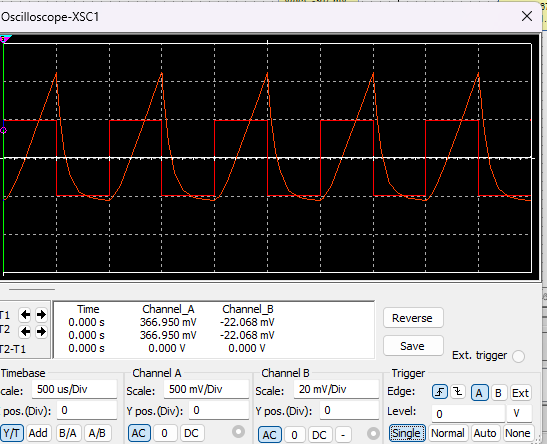 Oscilloscope-XSC1
Time Channel_A Channel_B
T1 0.000 s 366.950 mV -22.068 mV
T2 0.000 s 366.950 mV -22.068 mV
T2-T1 0.000 s 0.000 V 0.000 V
Reverse
Save
Ext. trigger
Timebase
cale: 500 us/Div
pos.(Div): 0
Y/T Add B/A A/B
Channel A
Scale: 500 mV/Div
Y pos.(Div): 0
AC 0 DC
Channel B
Scale: 20 mV/Div
Y pos.(Div): 0
AC 0 DC -
Trigger
Edge: A B Ext
Level: 0 V
Single Normal Auto None